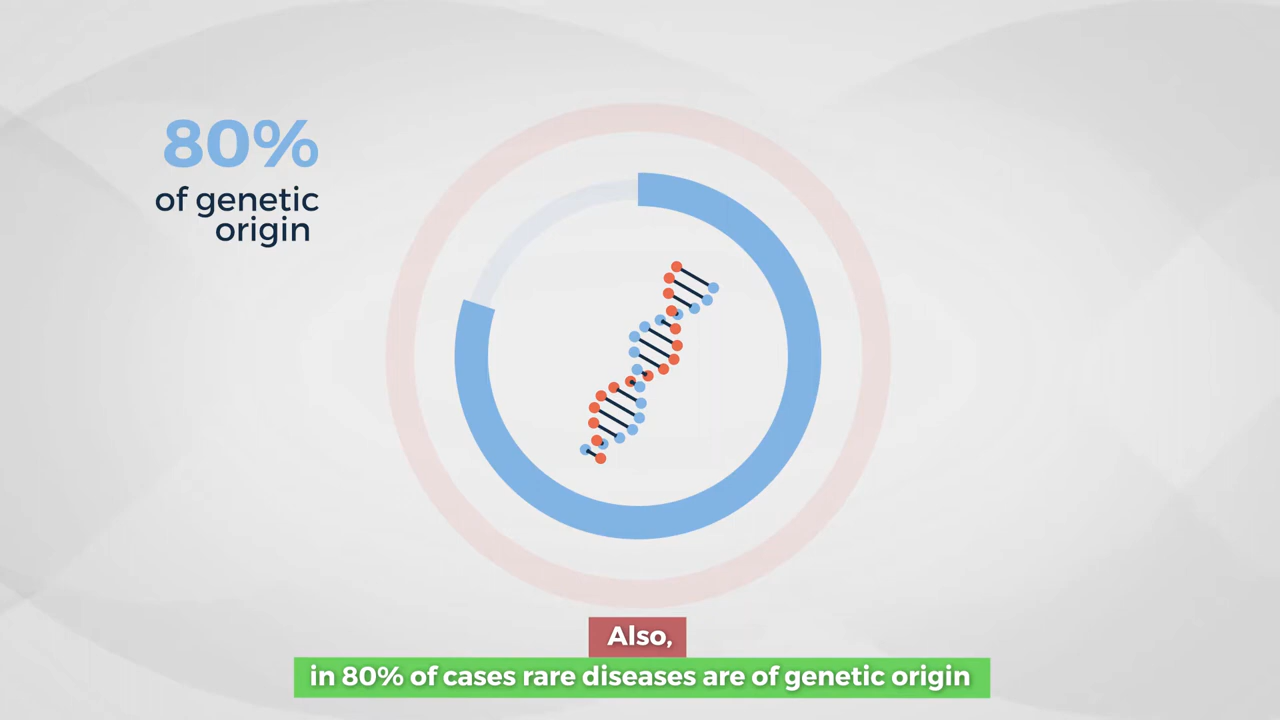 80%
of genetic
origin
Also,
in 80% of cases rare diseases are of genetic origin